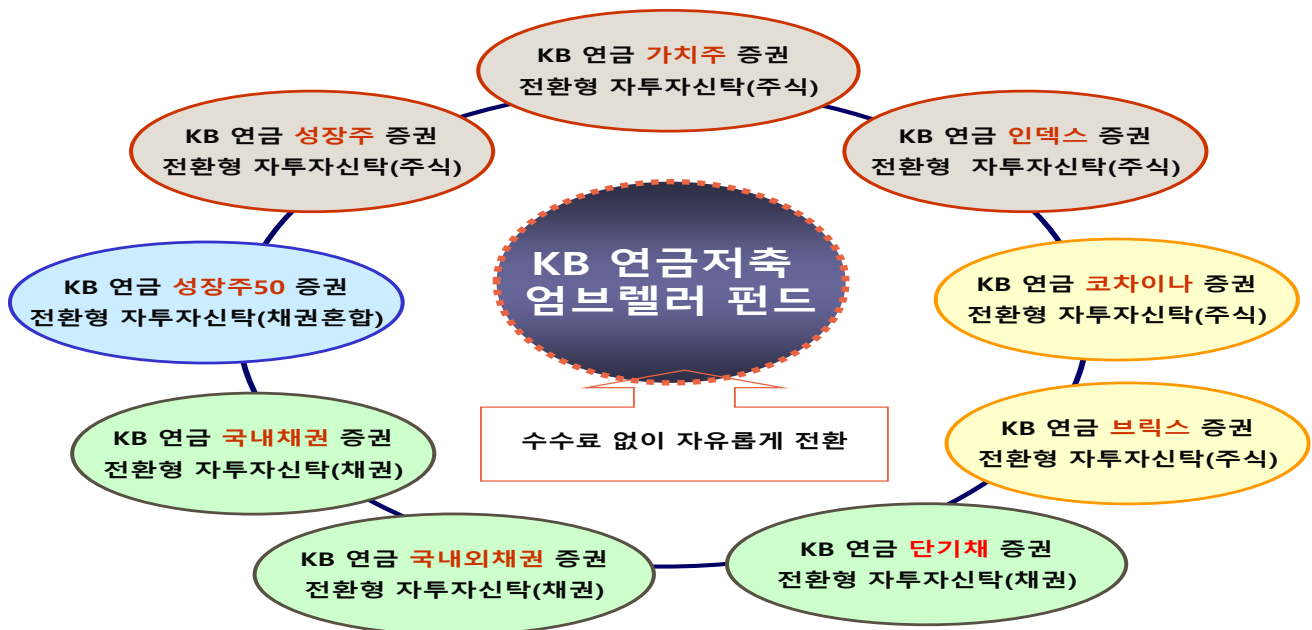 KB 연금 가치주 증권
전환형 자투자신탁(주식)
KB 연금 성장주 증권
전환형 자투자신탁(주식)
KB 연금 인덱스 증권
전환형 자투자신탁(주식)
KB 연금저축
엄브렐러 펀드
KB 연금 성장주50 증권
전환형 자투자신탁(채권혼합)
KB 연금 코차이나 증권
전환형 자투자신탁(주식)
수수료 없이 자유롭게 전환
KB 연금 국내채권 증권
전환형 자투자신탁(채권)
KB 연금 브릭스 증권
전환형 자투자신탁(주식)
KB 연금 국내외채권 증권
전환형 자투자신탁(채권)
KB 연금 단기채 증권
전환형 자투자신탁(채권)